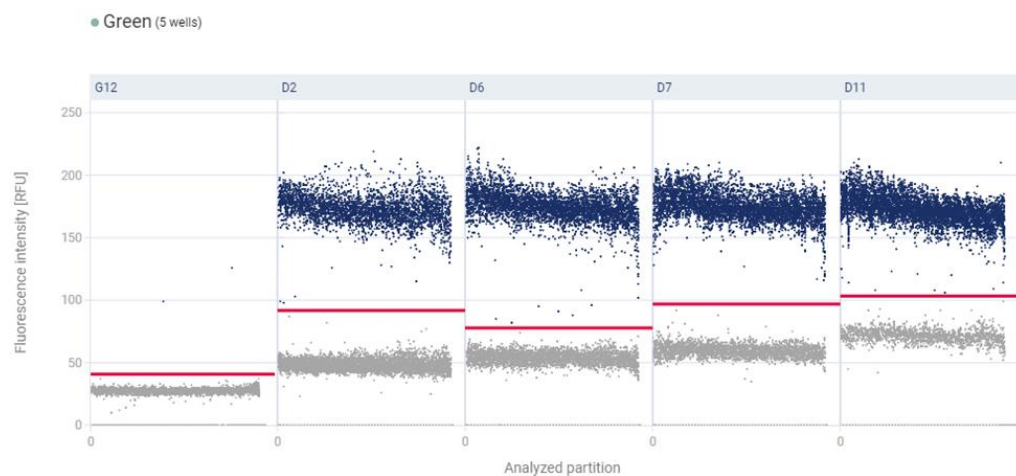 Green (5 wells)
G12 D2 D6 D7 D11
250
200
150
100
50
0
0 0 0 0 0
Fluorescence intensity [RFU]
Analyzed partition